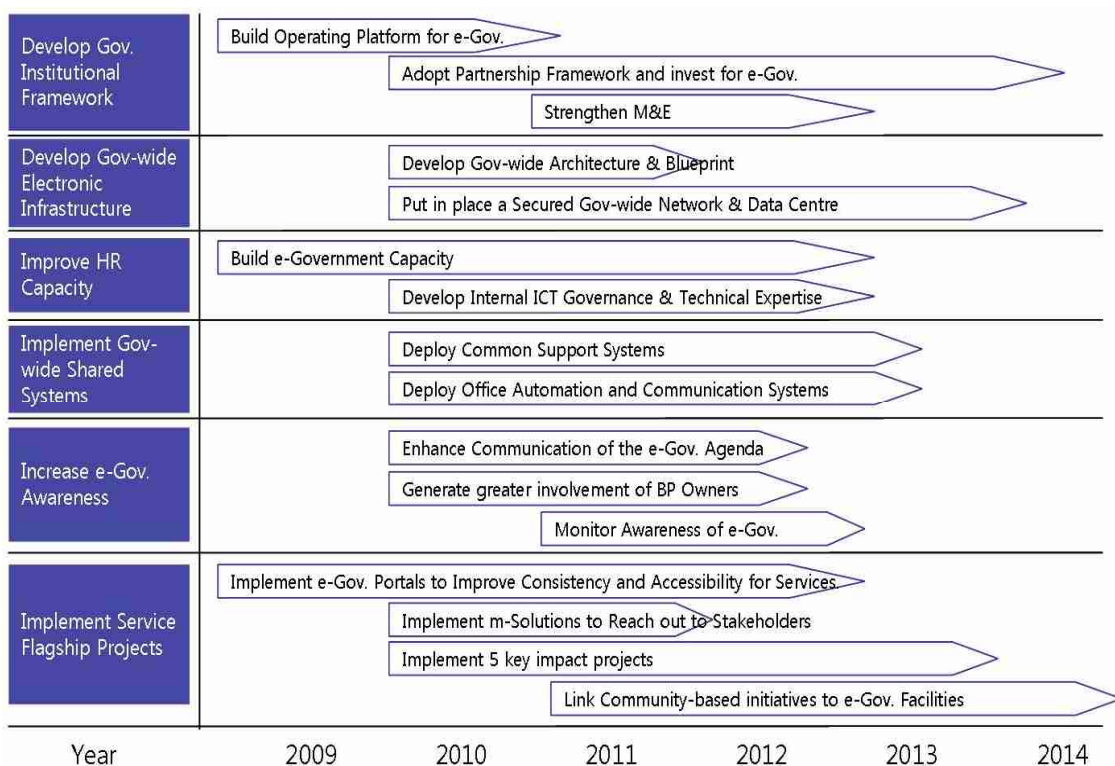 Develop Gov.
Institutional
Framework
Build Operating Platform for e-Gov.
Adopt Partnership Framework and invest for e-Gov.
Strengthen M&E
Develop Gov-wide
Electronic
Infrastructure
Develop Gov-wide Architecture & Blueprint
Put in place a Secured Gov-wide Network & Data Centre
Improve HR
Capacity
Build e-Government Capacity
Develop Internal ICT Governance & Technical Expertise
Implement Gov-
wide Shared
Systems
Deploy Common Support Systems
Deploy Office Automation and Communication Systems
Increase e-Gov.
Awareness
Enhance Communication of the e-Gov. Agenda
Generate greater involvement of BP Owners
Monitor Awareness of e-Gov.
Implement Service
Flagship Projects
Implement e-Gov. Portals to Improve Consistency and Accessibility for Services.
Implement m-Solutions to Reach out to Stakeholders
Implement 5 key impact projects
Link Community-based initiatives to e-Gov. Facilities
Year 2009 2010 2011 2012 2013 2014